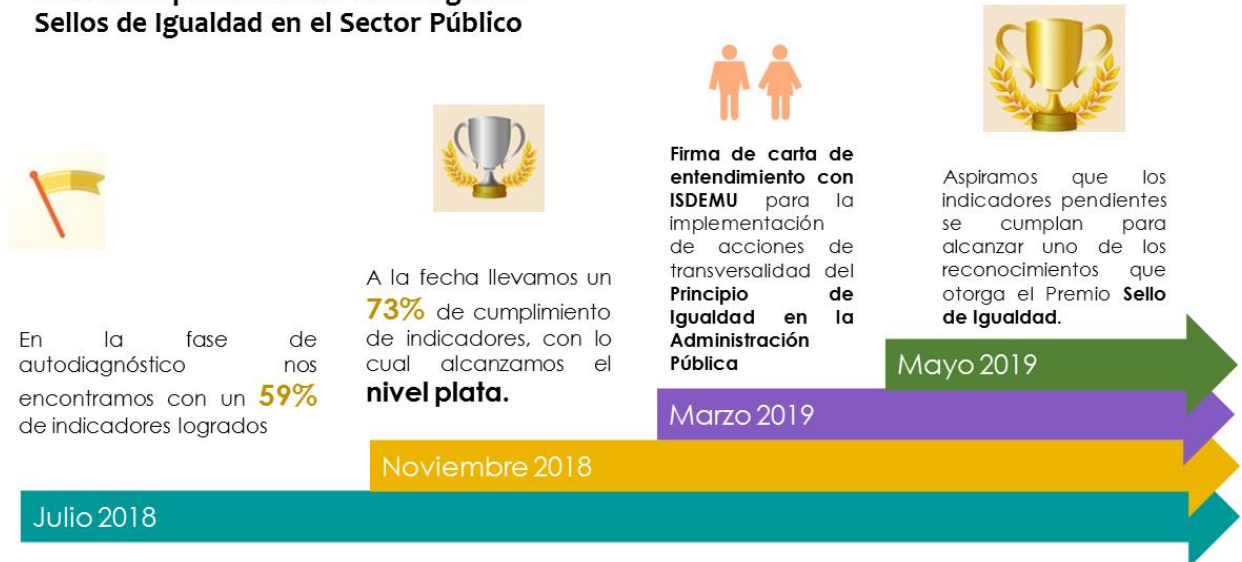 Sellos de Igualdad en el Sector Público
En la fase de
autodiagnóstico nos
encontramos con un 59%
de indicadores logrados
A la fecha llevamos un
73% de cumplimiento
de indicadores, con lo
cual alcanzamos el
nivel plata.
Firma de carta de
entendimiento con
ISDEMU para la
implementación
de acciones de
transversalidad del
Principio de
Igualdad en la
Administración
Pública
Aspiramos que los
indicadores pendientes
se cumplan para
alcanzar uno de los
reconocimientos que
otorga el Premio Sello
de Igualdad.
Mayo 2019
Marzo 2019
Noviembre 2018
Julio 2018